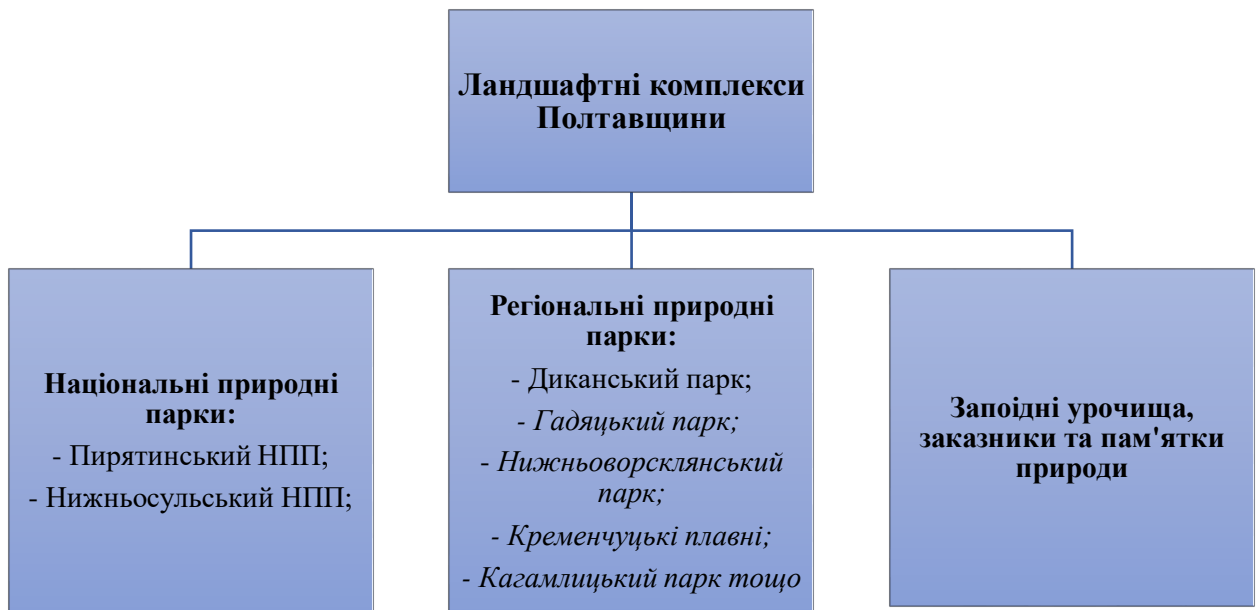 Ландшафтні комплекси
Полтавщини
Національні природні
парки:
- Пирятинський НПП;
- Нижньосульський НПП;
Регіональні природні
парки:
- Диканський парк;
- Гадяцький парк;
- Нижньоворсклянський
парк;
- Кременчуцькі плавні;
- Кагамлицький парк тощо
Запоідні урочища,
заказники та пам'ятки
природи